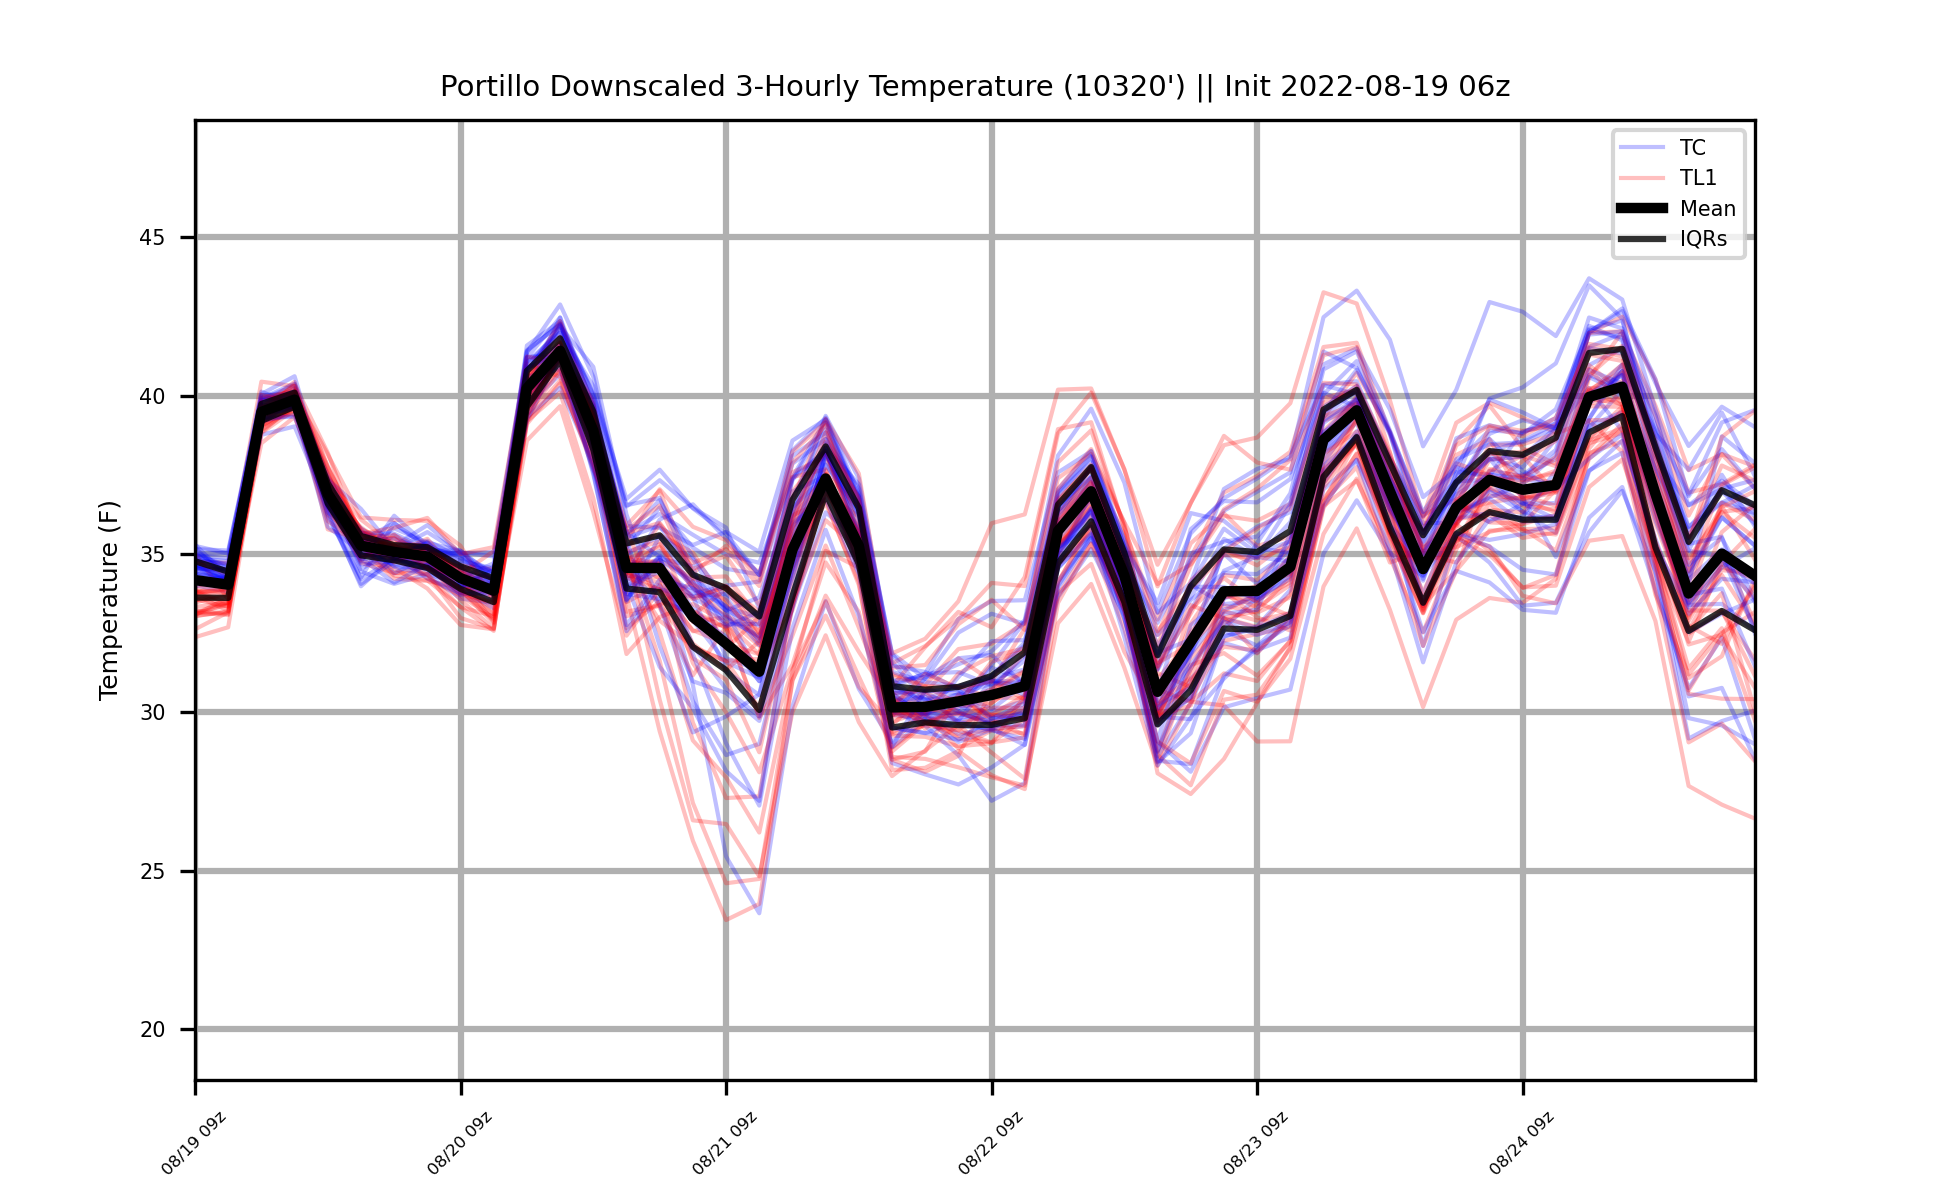 Portillo Downscaled 3-Hourly Temperature (10320') || Init 2022-08-19 06z
TC
TL1
Mean
IQRs
Temperature (F)
45
40
35
30
25
20
08/19 09z
08/20 09z
08/21 09z
08/22 09z
08/23 09z
08/24 09z